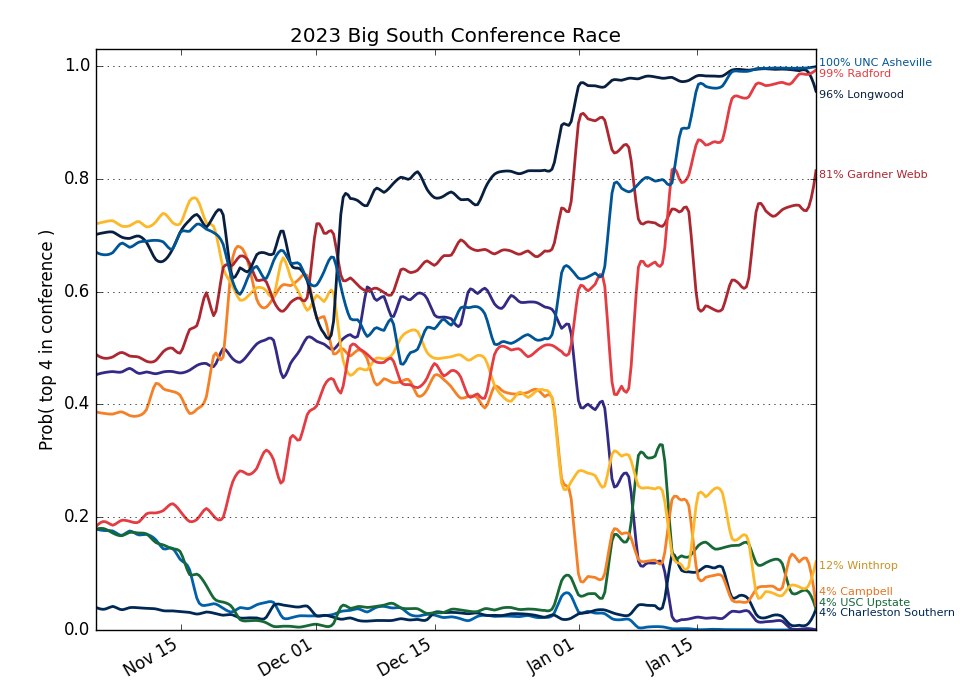 2023 Big South Conference Race
Prob( top 4 in conference )
1.0
0.8
0.6
0.4
0.2
0.0
Nov 15
Dec 01
Dec 15
Jan 01
Jan 15
100% UNC Asheville
99% Radford
96% Longwood
81% Gardner Webb
12% Winthrop
4% Campbell
4% USC Upstate
4% Charleston Southern